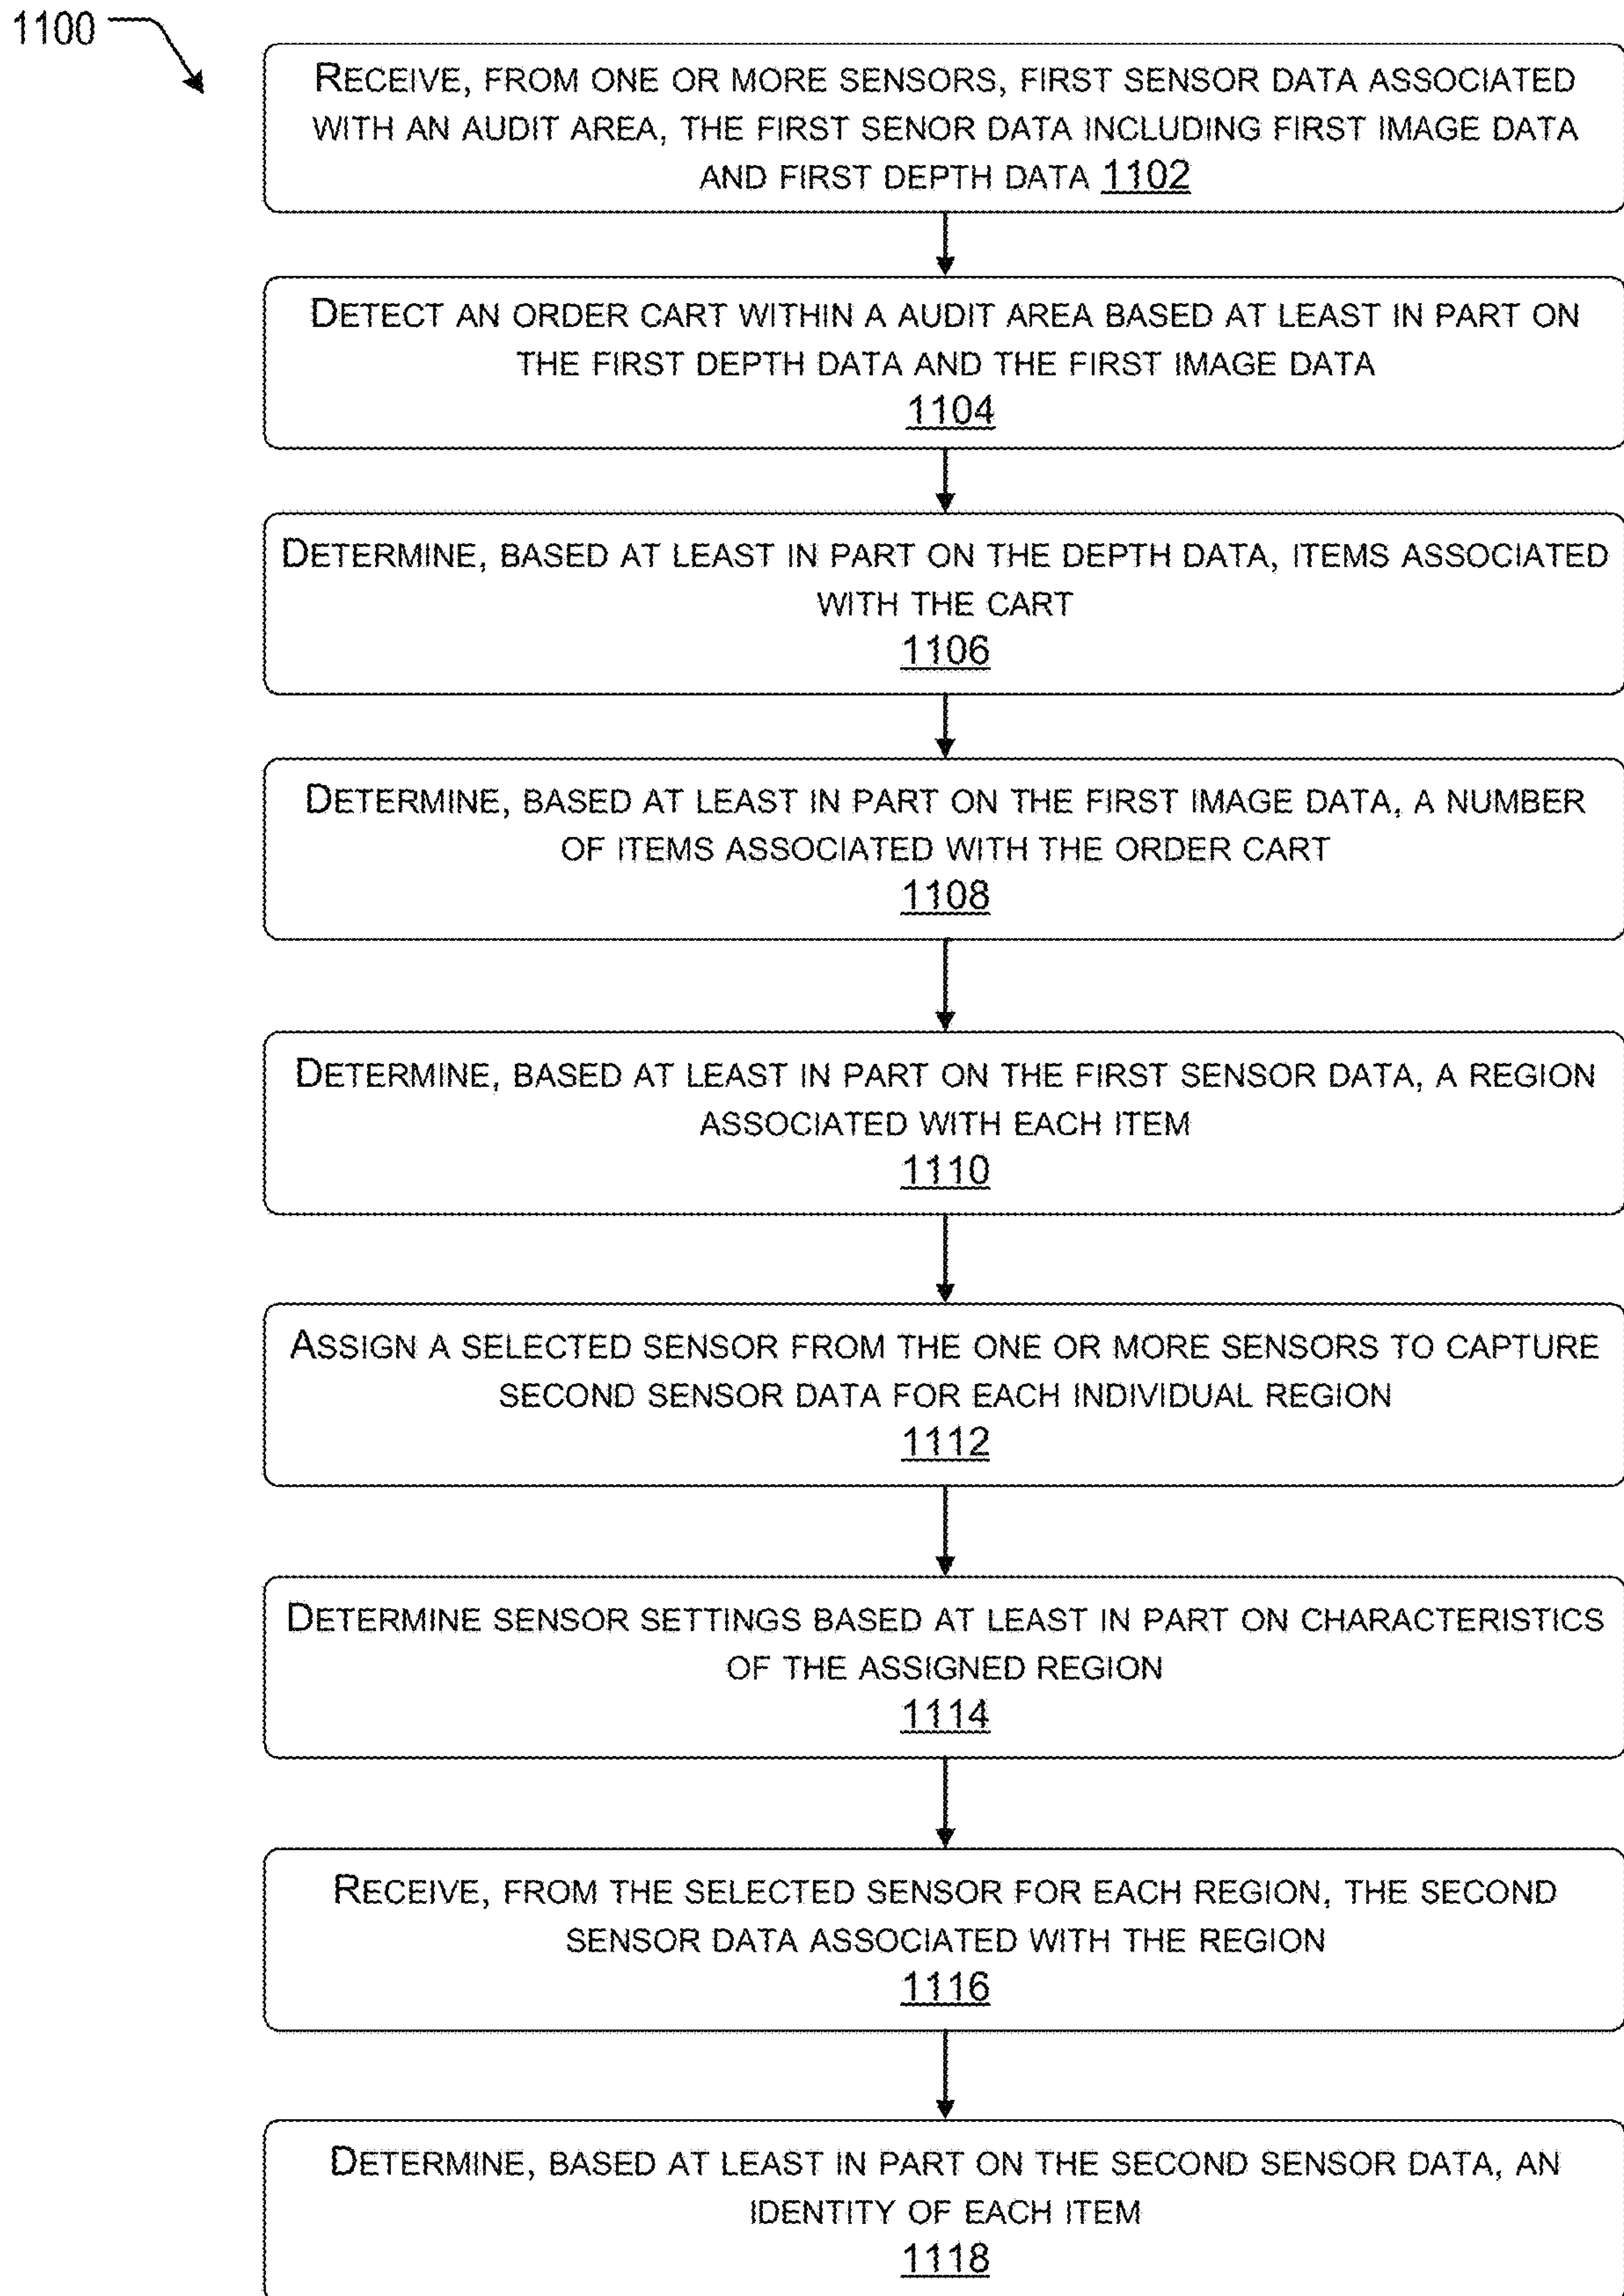 1100
RECEIVE, FROM ONE OR MORE SENSORS, FIRST SENSOR DATA ASSOCIATED
WITH AN AUDIT AREA, THE FIRST SENOR DATA INCLUDING FIRST IMAGE DATA
AND FIRST DEPTH DATA 1102
DETECT AN ORDER CART WITHIN A AUDIT AREA BASED AT LEAST IN PART ON
THE FIRST DEPTH DATA AND THE FIRST IMAGE DATA
1104
DETERMINE, BASED AT LEAST IN PART ON THE DEPTH DATA, ITEMS ASSOCIATED
WITH THE CART
1106
DETERMINE, BASED AT LEAST IN PART ON THE FIRST IMAGE DATA, A NUMBER
OF ITEMS ASSOCIATED WITH THE ORDER CART
1108
DETERMINE, BASED AT LEAST IN PART ON THE FIRST SENSOR DATA, A REGION
ASSOCIATED WITH EACH ITEM
1110
ASSIGN A SELECTED SENSOR FROM THE ONE OR MORE SENSORS TO CAPTURE
SECOND SENSOR DATA FOR EACH INDIVIDUAL REGION
1112
DETERMINE SENSOR SETTINGS BASED AT LEAST IN PART ON CHARACTERISTICS
OF THE ASSIGNED REGION
1114
RECEIVE, FROM THE SELECTED SENSOR FOR EACH REGION, THE SECOND
SENSOR DATA ASSOCIATED WITH THE REGION
1116
DETERMINE, BASED AT LEAST IN PART ON THE SECOND SENSOR DATA, AN
IDENTITY OF EACH ITEM
1118